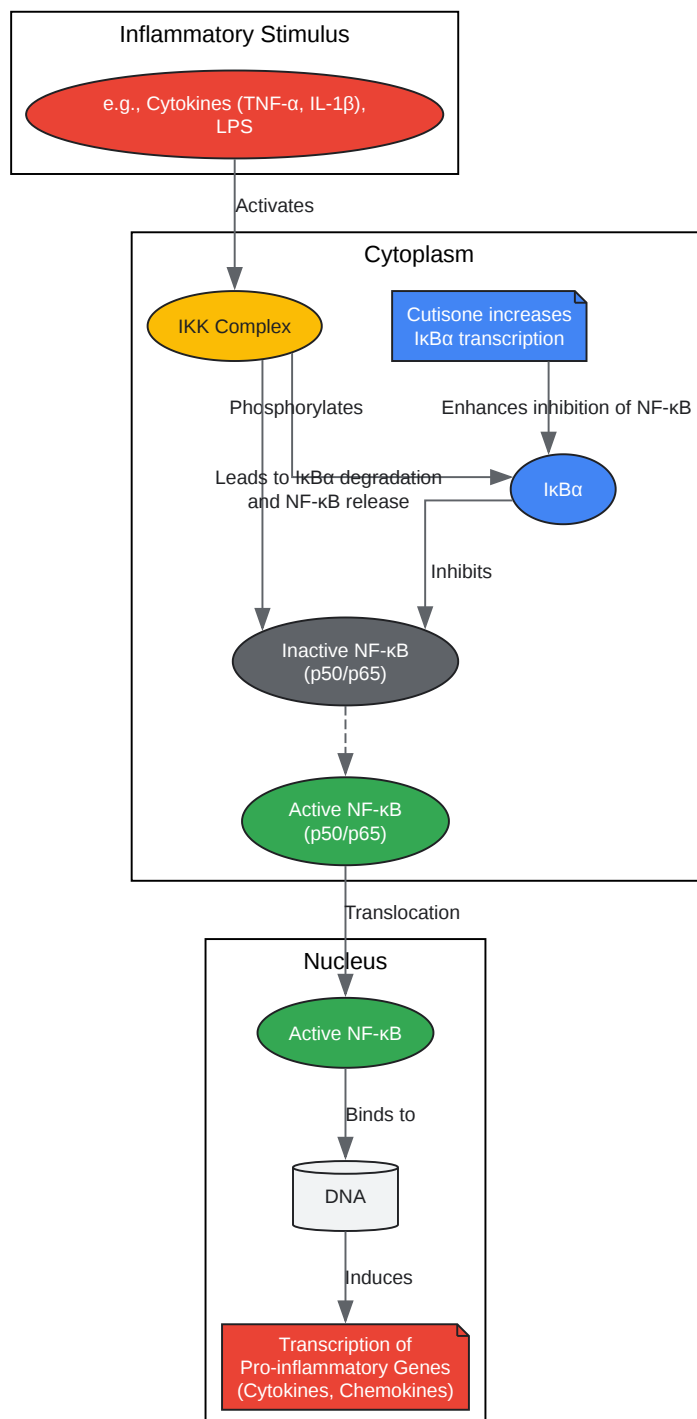 Inflammatory Stimulus
e.g., Cytokines (TNF-α, IL-1β),
LPS
Activates
Cytoplasm
IKK Complex
Cutisone increases
IκBα transcription
Phosphorylates
Enhances inhibition of NF-κB
Leads to IκBα degradation
and NF-κB release
IκBα
Inhibits
Inactive NF-κB
(p50/p65)
Active NF-κB
(p50/p65)
Translocation
Nucleus
Active NF-κB
Binds to
DNA
Induces
Transcription of
Pro-inflammatory Genes
(Cytokines, Chemokines)